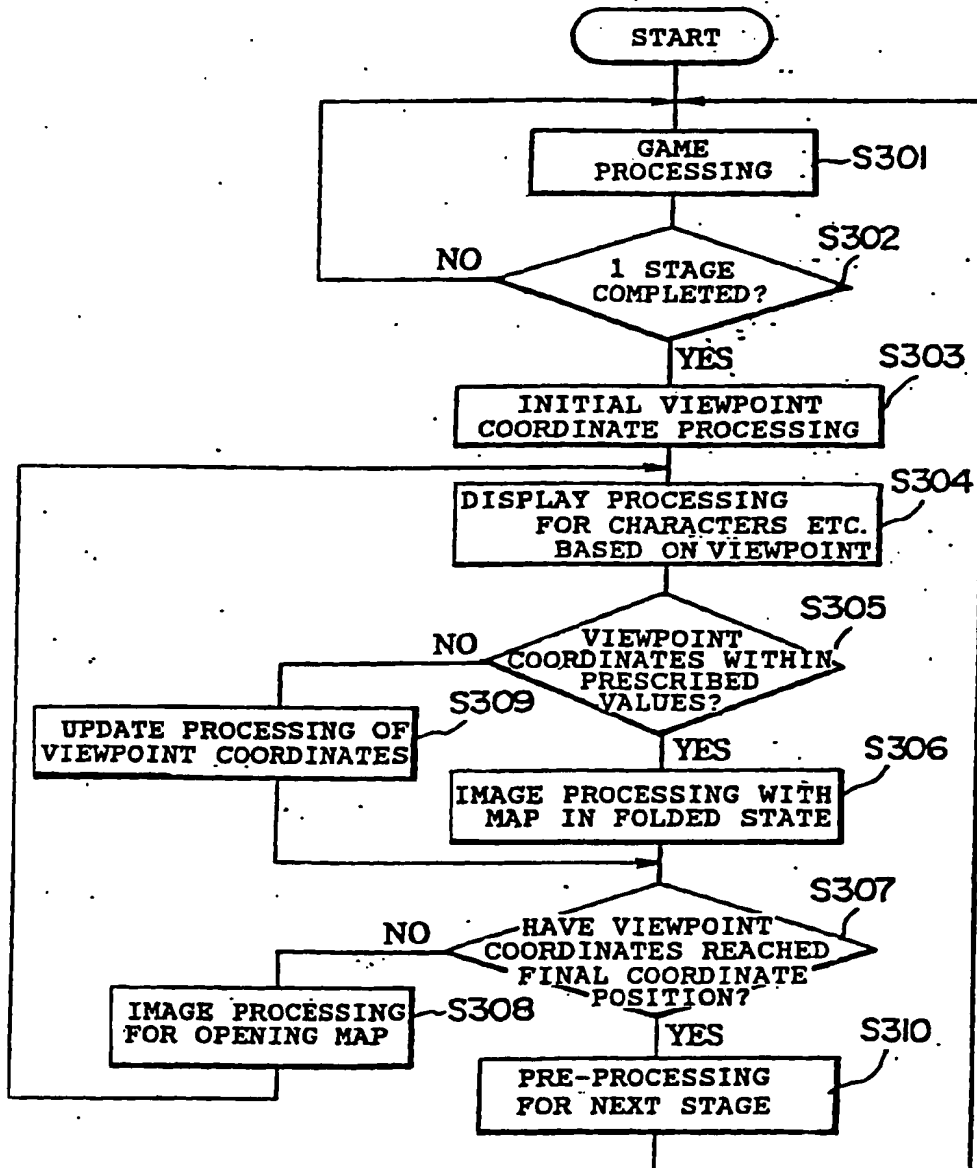 START
GAME
PROCESSING
S301
S302
NO
1 STAGE
COMPLETED?
YES
S303
INITIAL VIEWPOINT
COORDINATE PROCESSING
S304
DISPLAY PROCESSING
FOR CHARACTERS ETC.
BASED ON VIEWPOINT
S305
NO
VIEWPOINT
COORDINATES WITHIN
PRESCRIBED
VALUES?
S309
UPDATE PROCESSING OF
VIEWPOINT COORDINATES
YES
S306
IMAGE PROCESSING WITH
MAP IN FOLDED STATE
S307
NO
HAVE VIEWPOINT
COORDINATES REACHED
FINAL COORDINATE
POSITION?
IMAGE PROCESSING
FOR OPENING MAP
S308
YES
S310
PRE-PROCESSING
FOR NEXT STAGE